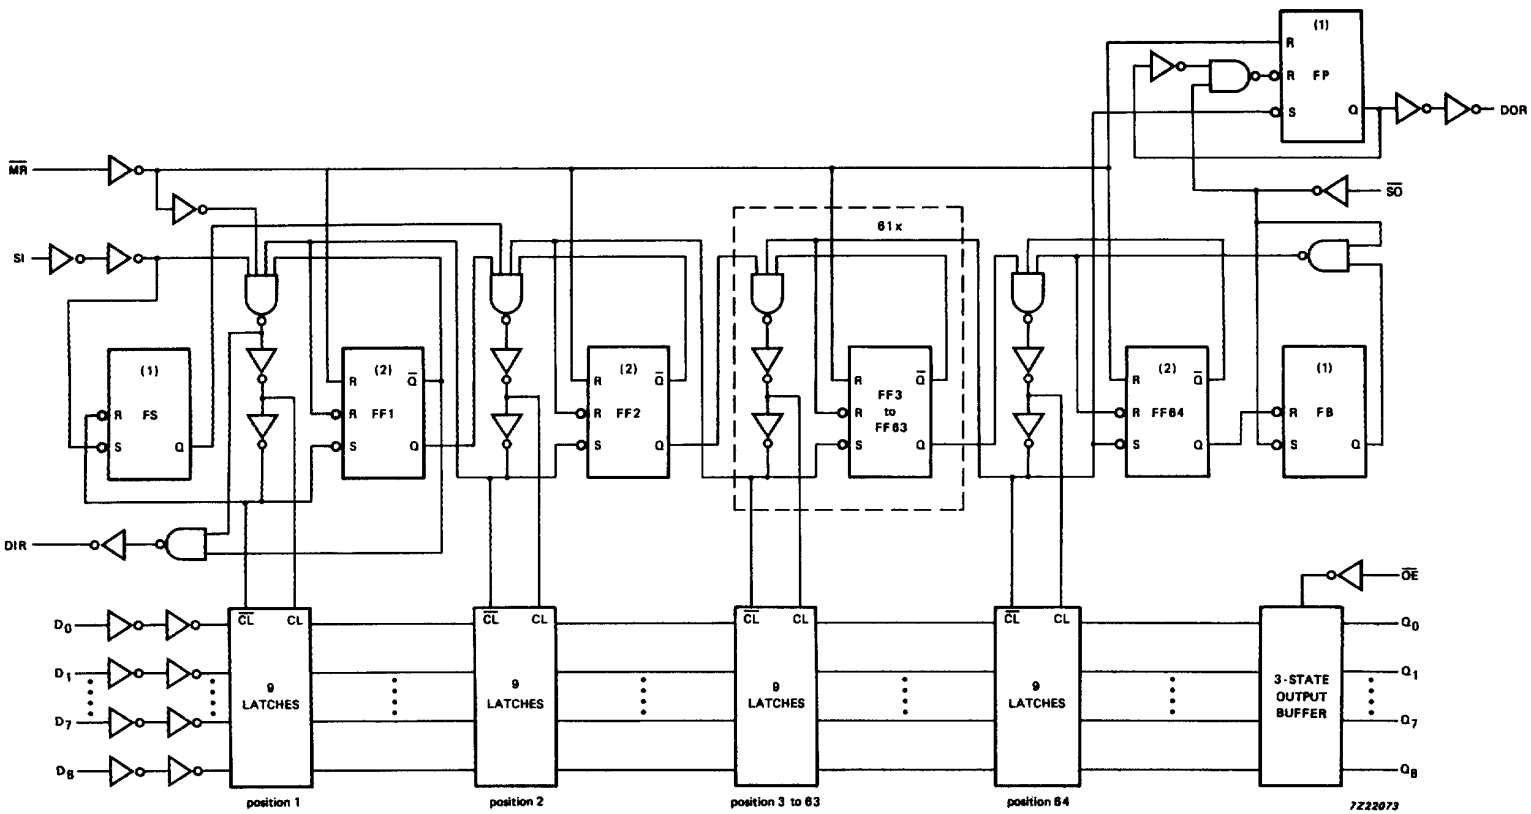 (1)
R
R FP
S Q
DOR
MR
SO
61x
SI
(1)
R FS
S Q
(2)
R Q
R FF1
S Q
(2)
R Q
R FF2
S Q
R Q
R FF3
to
FF63
S Q
(2)
R Q
R FF64
S Q
(1)
R FB
S Q
DIR
OE
D0
D1
D7
D8
CL CL
9
LATCHES
position 1
CL CL
9
LATCHES
position 2
CL CL
9
LATCHES
position 3 to 63
CL CL
9
LATCHES
position 64
3-STATE
OUTPUT
BUFFER
Q0
Q1
Q7
Q8
7Z22073